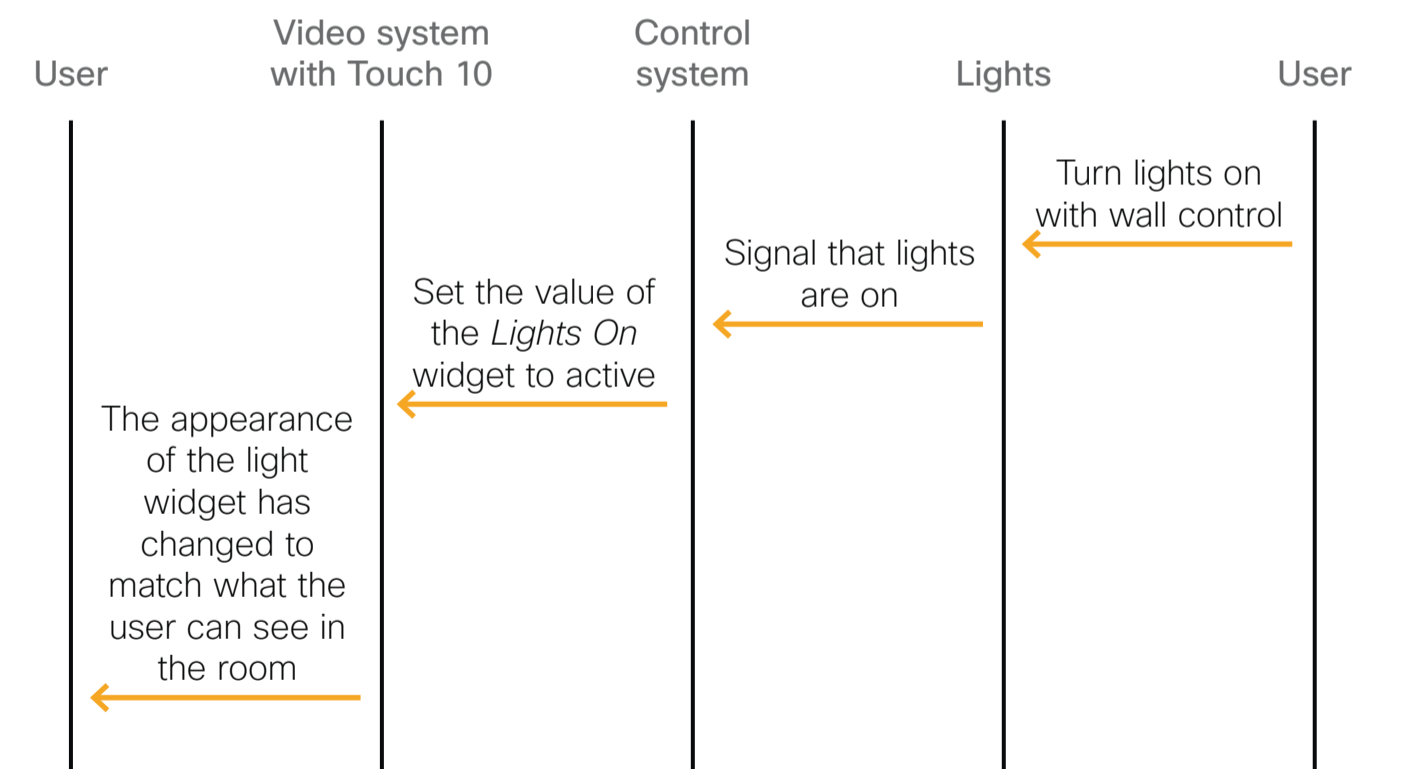 User
Video system
with Touch 10
Control
system
Lights
User
Turn lights on
with wall control
Signal that lights
are on
Set the value of
the Lights On
widget to active
The appearance
of the light
widget has
changed to
match what the
user can see in
the room